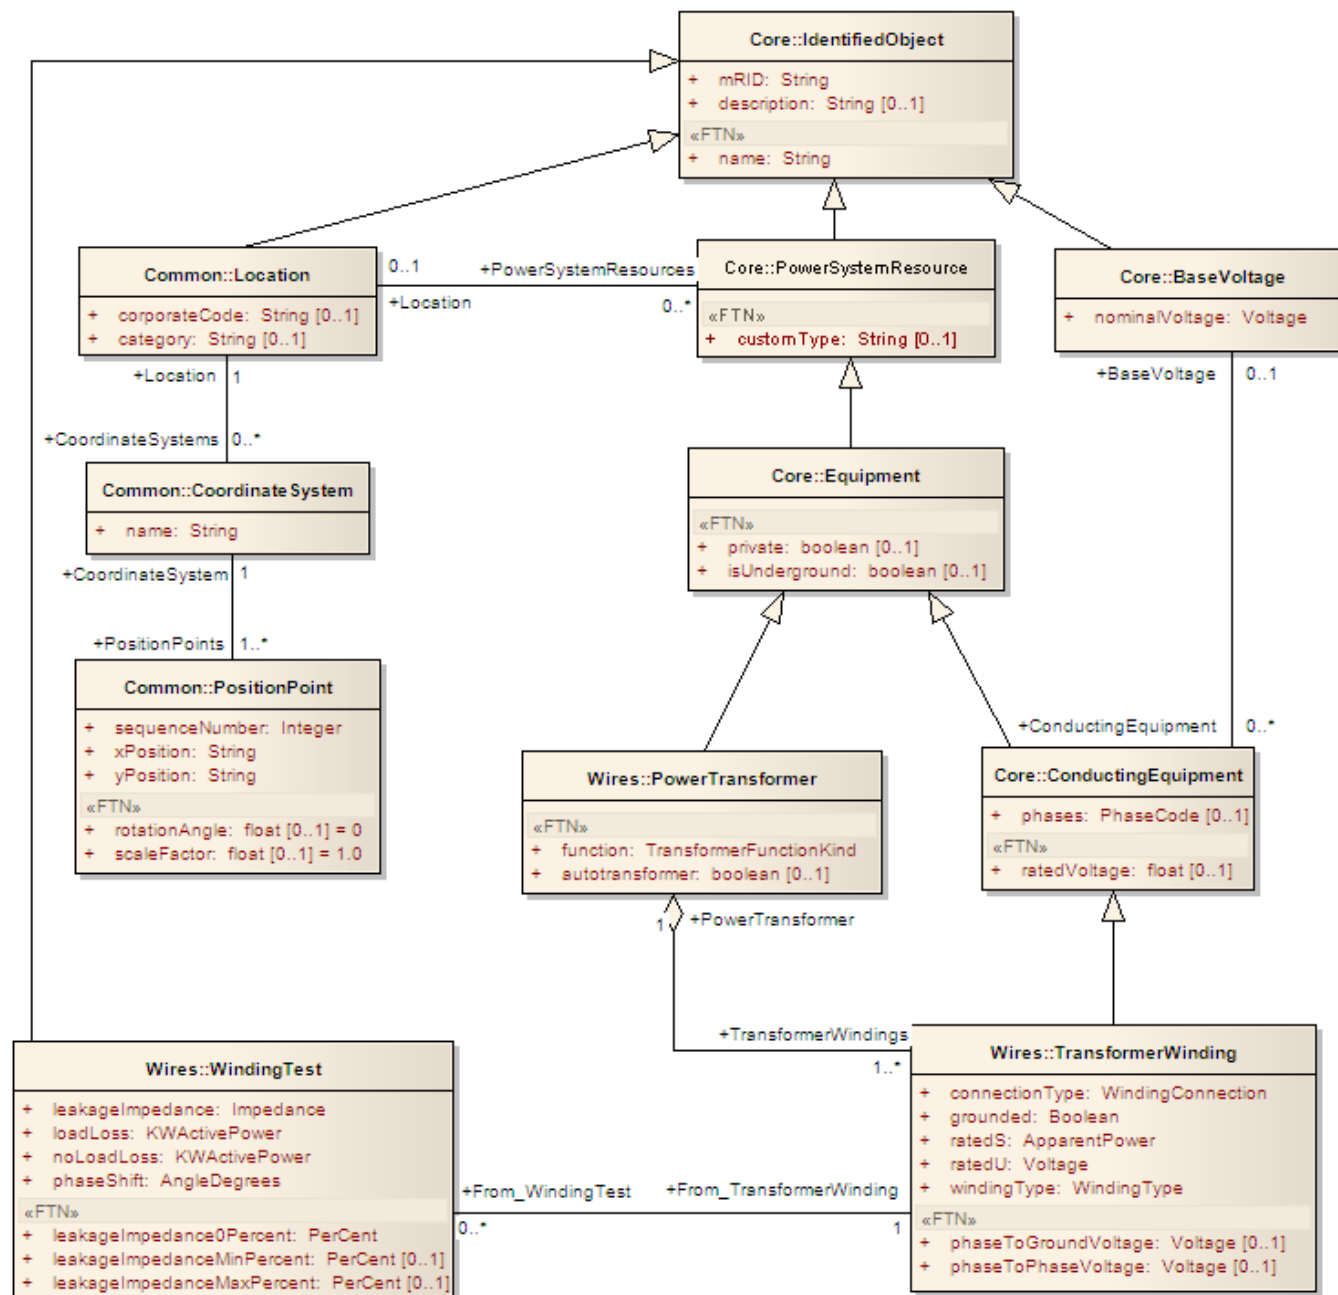 Core::IdentifiedObject
+ mRID: String
+ description: String [0..1]
«FTN»
+ name: String
Common::Location
+ corporateCode: String [0..1]
+ category: String [0..1]
0..1
+Location
+PowerSystemResources
0..*
Core::PowerSystemResource
«FTN»
+ customType: String [0..1]
Core::BaseVoltage
+ nominalVoltage: Voltage
+Location 1
+BaseVoltage 0..1
+CoordinateSystems 0..*
Common::CoordinateSystem
+ name: String
Core::Equipment
«FTN»
+ private: boolean [0..1]
+ isUnderground: boolean [0..1]
+CoordinateSystem 1
+PositionPoints 1..*
Common::PositionPoint
+ sequenceNumber: Integer
+ xPosition: String
+ yPosition: String
«FTN»
+ rotationAngle: float [0..1] = 0
+ scaleFactor: float [0..1] = 1.0
+ConductingEquipment 0..*
Wires::PowerTransformer
«FTN»
+ function: TransformerFunctionKind
+ autotransformer: boolean [0..1]
Core::ConductingEquipment
+ phases: PhaseCode [0..1]
«FTN»
+ ratedVoltage: float [0..1]
1 +PowerTransformer
+TransformerWindings
1..*
Wires::WindingTest
+ leakageImpedance: Impedance
+ loadLoss: KWActivePower
+ noLoadLoss: KWActivePower
+ phaseShift: AngleDegrees
«FTN»
+ leakageImpedance0Percent: PerCent
+ leakageImpedanceMinPercent: PerCent [0..1]
+ leakageImpedanceMaxPercent: PerCent [0..1]
+From_WindingTest
0..*
+From_TransformerWinding
1
Wires::TransformerWinding
+ connectionType: WindingConnection
+ grounded: Boolean
+ ratedS: ApparentPower
+ ratedU: Voltage
+ windingType: WindingType
«FTN»
+ phaseToGroundVoltage: Voltage [0..1]
+ phaseToPhaseVoltage: Voltage [0..1]